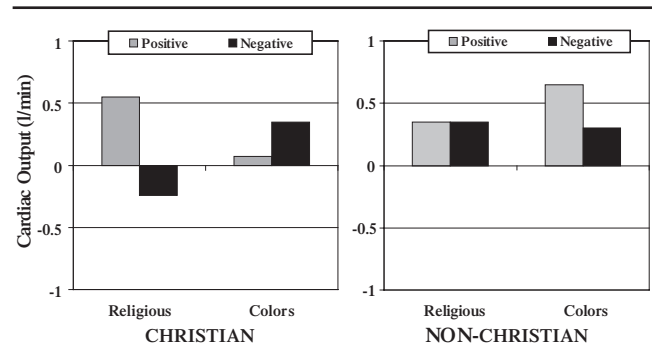 Positive Negative
Positive Negative
Cardiac Output (l/min)
1
0.5
0
-0.5
-1
1
0.5
0
-0.5
-1
Religious Colors
CHRISTIAN
Religious Colors
NON-CHRISTIAN